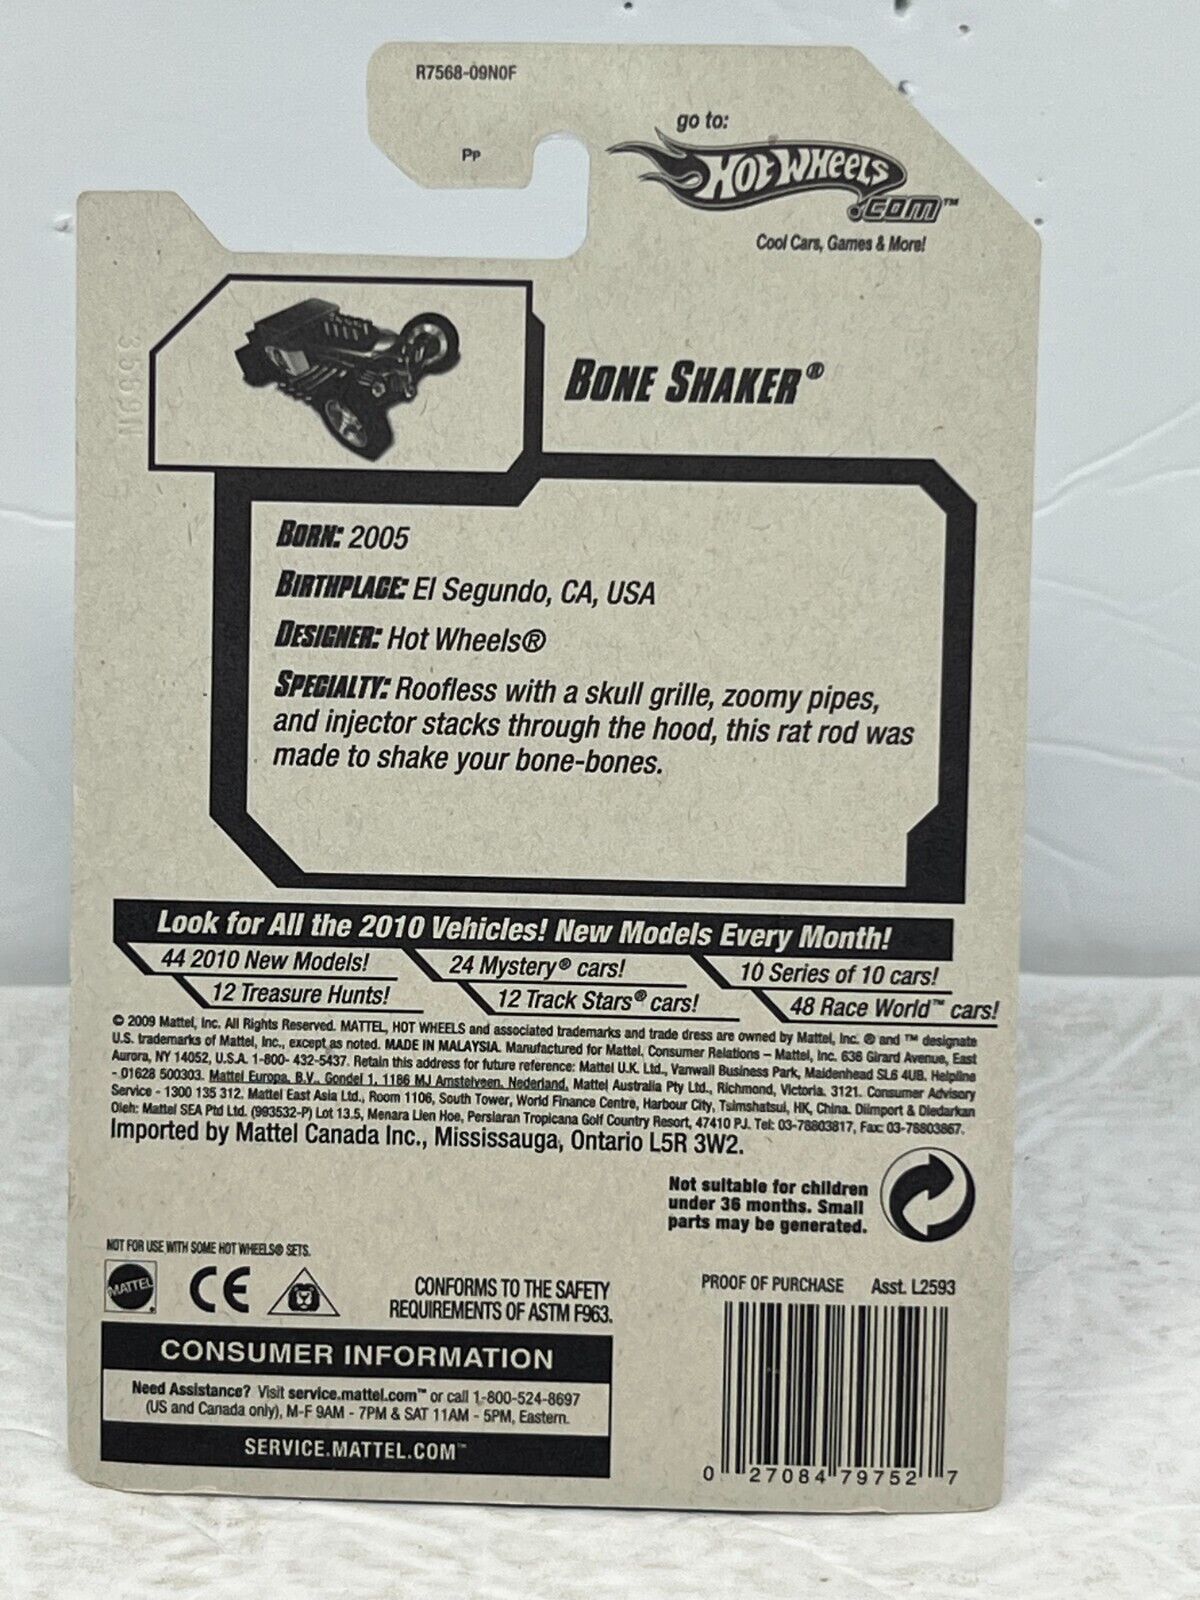 R7568-09N0F
Pp
go to:
HOT WHEELS
.COM™
Cool Cars, Games & More!
BONE SHAKER®
BORN: 2005
BIRTHPLACE: El Segundo, CA, USA
DESIGNER: Hot Wheels®
SPECIALTY: Roofless with a skull grille, zoomy pipes,
and injector stacks through the hood, this rat rod was
made to shake your bone-bones.
Look for All the 2010 Vehicles! New Models Every Month!
44 2010 New Models!
24 Mystery® cars!
10 Series of 10 cars!
12 Treasure Hunts!
12 Track Stars® cars!
48 Race World™ cars!
© 2009 Mattel, Inc. All Rights Reserved. MATTEL, HOT WHEELS and associated trademarks and trade dress are owned by Mattel, Inc. ® and ™ designate
U.S. trademarks of Mattel, Inc., except as noted. MADE IN MALAYSIA. Manufactured for Mattel. Consumer Relations – Mattel, Inc. 636 Girard Avenue, East
Aurora, NY 14052, U.S.A. 1-800- 432-5437. Retain this address for future reference: Mattel U.K. Ltd., Vanwall Business Park, Maidenhead SL6 4UB. Helpline
- 01628 500303. Mattel Europa, B.V., Gondel 1, 1186 MJ Amstelveen, Nederland. Mattel Australia Pty Ltd., Richmond, Victoria. 3121. Consumer Advisory
Service - 1300 135 312. Mattel East Asia Ltd., Room 1106, South Tower, World Finance Centre, Harbour City, Tsimshatsui, HK, China. Diimport & Diedarkan
Oleh: Mattel SEA Ptd Ltd. (993532-P) Lot 13.5, Menara Lien Hoe, Persiaran Tropicana Golf Country Resort, 47410 PJ. Tel: 03-78803817, Fax: 03-78803867.
Imported by Mattel Canada Inc., Mississauga, Ontario L5R 3W2.
Not suitable for children
under 36 months. Small
parts may be generated.
NOT FOR USE WITH SOME HOT WHEELS® SETS.
MATTEL
CE
CONFORMS TO THE SAFETY
REQUIREMENTS OF ASTM F963.
PROOF OF PURCHASE Asst. L2593
CONSUMER INFORMATION
Need Assistance? Visit service.mattel.com™ or call 1-800-524-8697
(US and Canada only), M-F 9AM - 7PM & SAT 11AM - 5PM, Eastern.
SERVICE.MATTEL.COM™
0 27084 79752 7